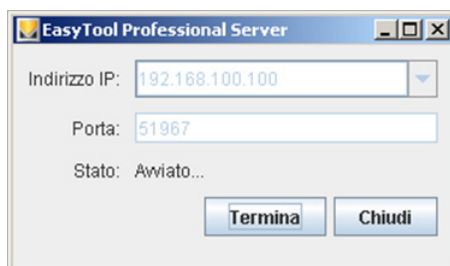 EasyTool Professional Server
Indirizzo IP: 192.168.100.100
Porta: 51967
Stato: Avviato...
Termina Chiudi